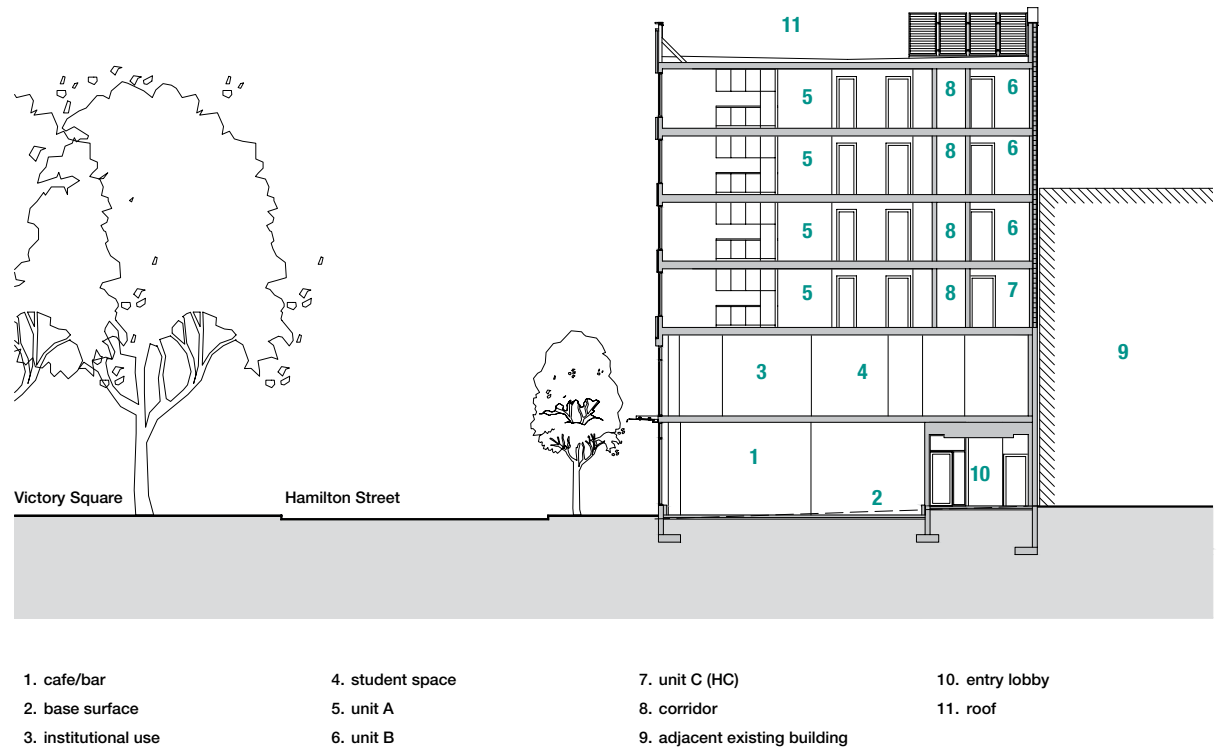 11
5 8 6
5 8 6
5 8 6
5 8 7
3 4 9
1 10
2
Victory Square Hamilton Street
1. cafe/bar
2. base surface
3. institutional use
4. student space
5. unit A
6. unit B
7. unit C (HC)
8. corridor
9. adjacent existing building
10. entry lobby
11. roof